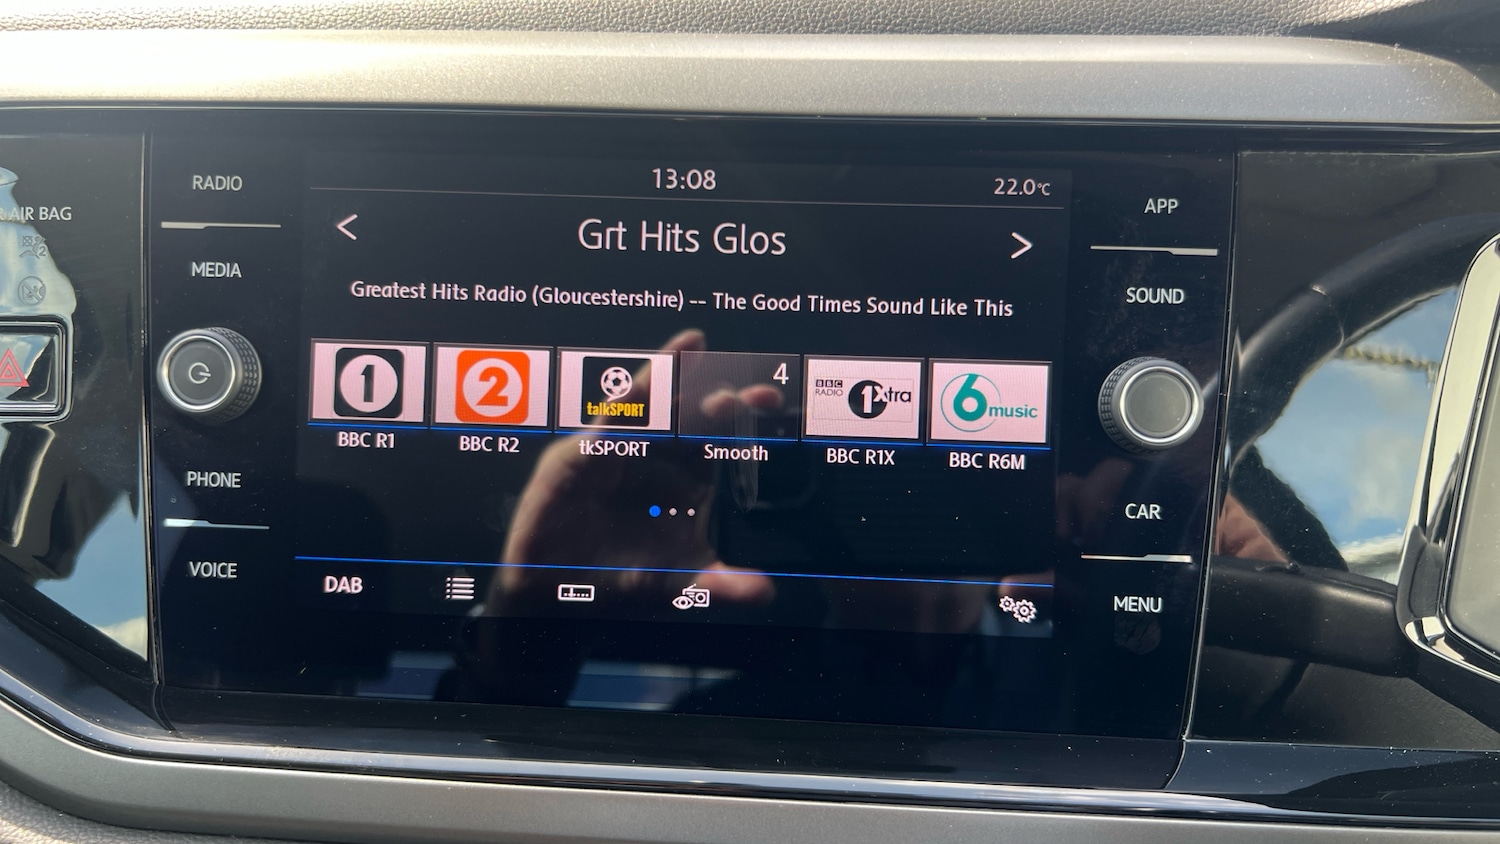 RADIO
MEDIA
PHONE
VOICE
AIR BAG
13:08
22.0°C
Grt Hits Glos
Greatest Hits Radio (Gloucestershire) -- The Good Times Sound Like This
1
2
talkSPORT
4
BBC RADIO 1Xtra
6 music
BBC R1
BBC R2
tkSPORT
Smooth
BBC R1X
BBC R6M
DAB
APP
SOUND
CAR
MENU